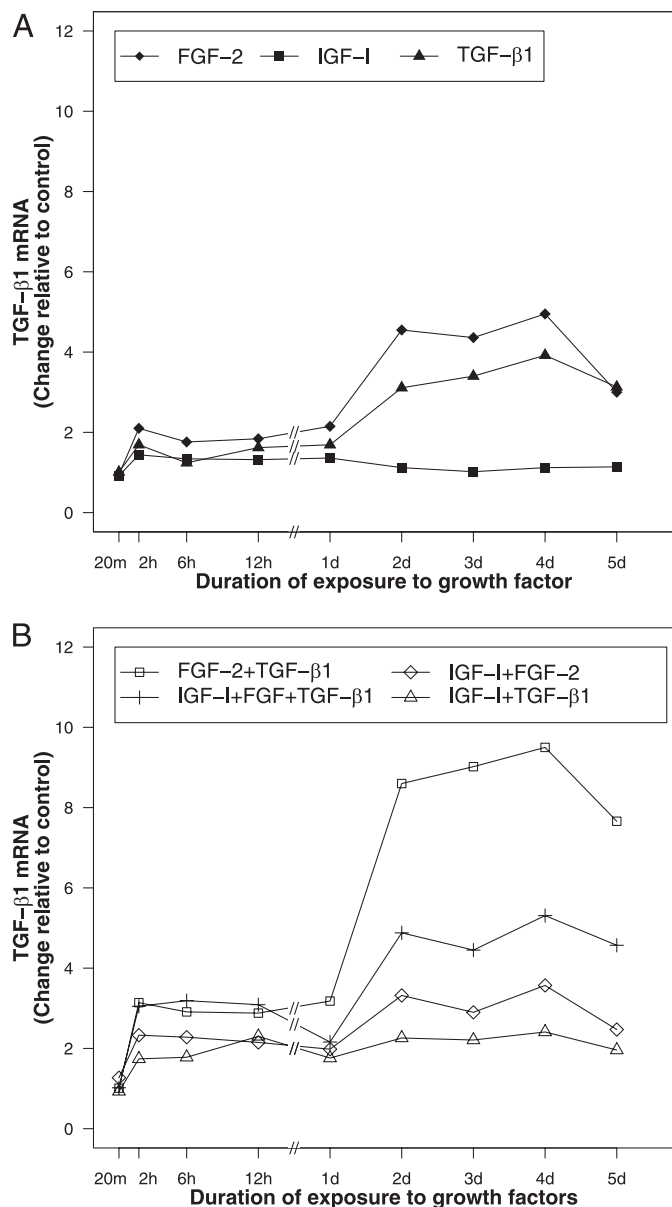 A
12
10
8
6
4
2
0
TGF−β1 mRNA
(Change relative to control)
FGF−2 IGF−I TGF−β1
// // //
//
20m 2h 6h 12h 1d 2d 3d 4d 5d
Duration of exposure to growth factor
B
12
10
8
6
4
2
0
TGF−β1 mRNA
(Change relative to control)
FGF−2+TGF−β1 IGF−I+FGF−2
IGF−I+FGF+TGF−β1 IGF−I+TGF−β1
// // //
//
20m 2h 6h 12h 1d 2d 3d 4d 5d
Duration of exposure to growth factors